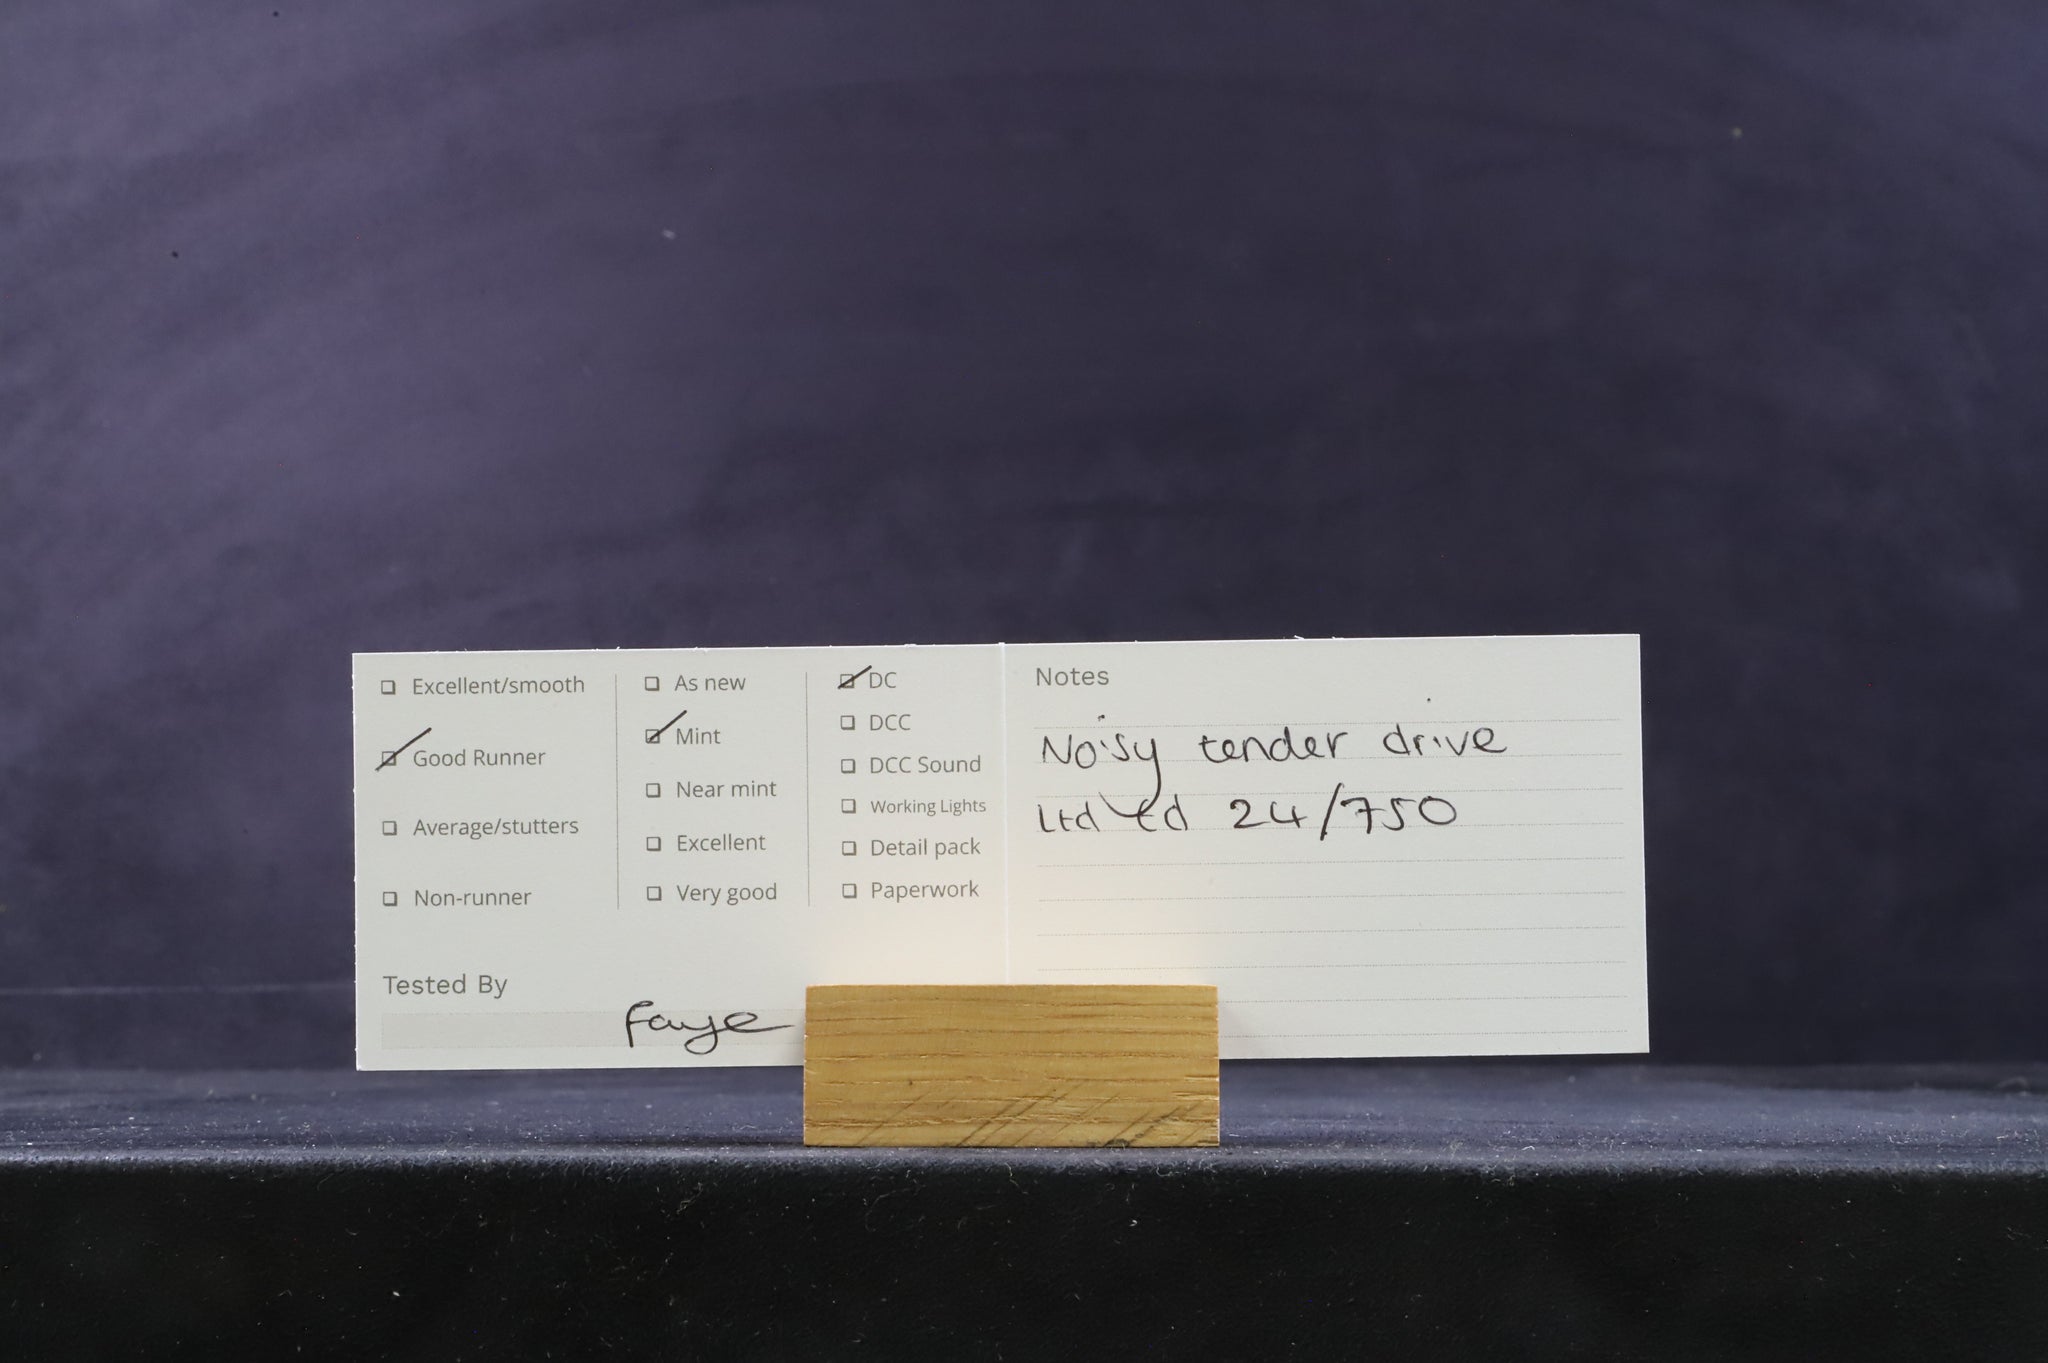 Excellent/smooth
Good Runner
Average/stutters
Non-runner
As new
Mint
Near mint
Excellent
Very good
DC
DCC
DCC Sound
Working Lights
Detail pack
Paperwork
Tested By
Faye
Notes
Noisy tender drive
Ltd Ed 24/750